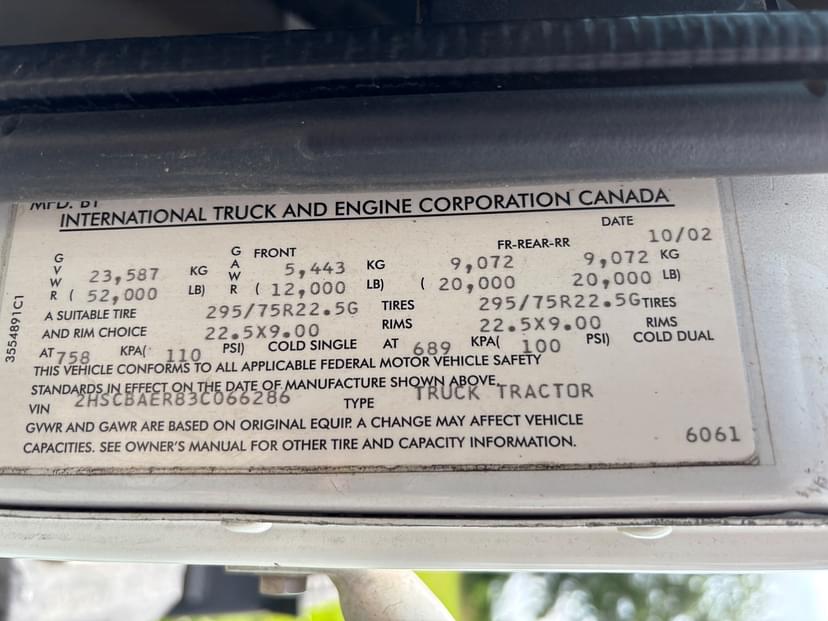 MFD. BY
INTERNATIONAL TRUCK AND ENGINE CORPORATION CANADA
DATE 10/02
GVWR 23,587 KG GAWR FRONT 5,443 KG FR-REAR-RR 9,072 9,072 KG
( 52,000 LB) ( 12,000 LB) ( 20,000 20,000 LB)
A SUITABLE TIRE 295/75R22.5G TIRES 295/75R22.5G TIRES
AND RIM CHOICE 22.5X9.00 RIMS 22.5X9.00 RIMS
AT 758 KPA( 110 PSI) COLD SINGLE AT 689 KPA( 100 PSI) COLD DUAL
THIS VEHICLE CONFORMS TO ALL APPLICABLE FEDERAL MOTOR VEHICLE SAFETY
STANDARDS IN EFFECT ON THE DATE OF MANUFACTURE SHOWN ABOVE.
VIN 2HSCBAER83C066286 TYPE TRUCK TRACTOR
GVWR AND GAWR ARE BASED ON ORIGINAL EQUIP. A CHANGE MAY AFFECT VEHICLE
CAPACITIES. SEE OWNER'S MANUAL FOR OTHER TIRE AND CAPACITY INFORMATION.
6061
3554891C1